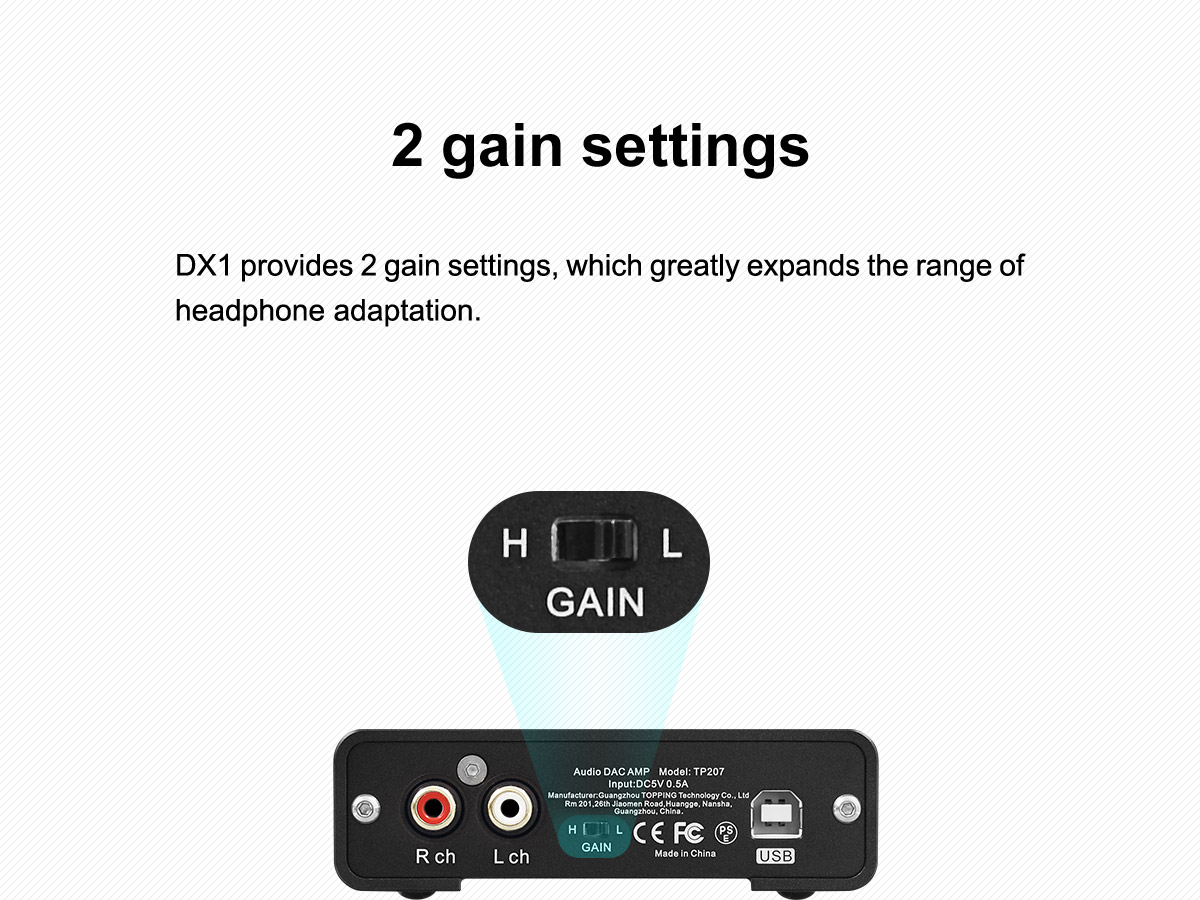 2 gain settings
DX1 provides 2 gain settings, which greatly expands the range of
headphone adaptation.
H L
GAIN
Audio DAC AMP Model: TP207
Input:DC5V 0.5A
Manufacturer:Guangzhou TOPPING Technology Co., Ltd
Rm 201,26th Jiaomen Road,Huangge, Nansha,
Guangzhou, China.
H L
GAIN
CE FC PS E
Made in China
R ch
L ch
USB